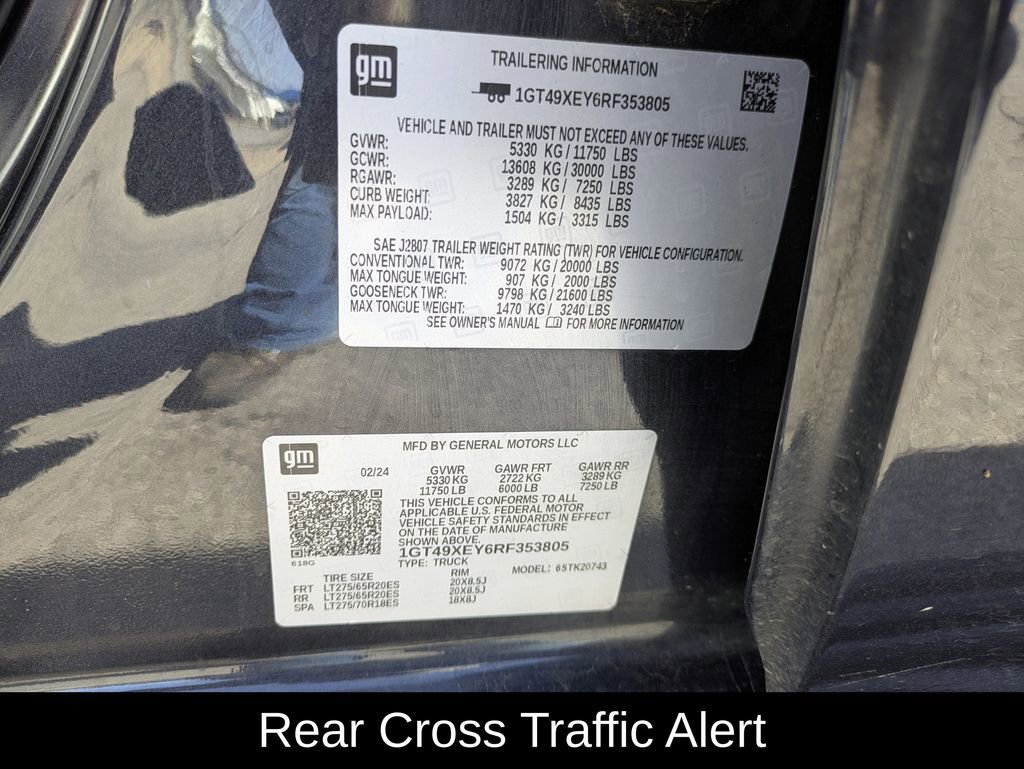 gm
TRAILERING INFORMATION
1GT49XEY6RF353805
VEHICLE AND TRAILER MUST NOT EXCEED ANY OF THESE VALUES.
GVWR: 5330 KG/ 11750 LBS
GCWR: 13608 KG/ 30000 LBS
RGAWR: 3289 KG/ 7250 LBS
CURB WEIGHT: 3827 KG/ 8435 LBS
MAX PAYLOAD: 1504 KG/ 3315 LBS
SAE J2807 TRAILER WEIGHT RATING (TWR) FOR VEHICLE CONFIGURATION.
CONVENTIONAL TWR: 9072 KG/ 20000 LBS
MAX TONGUE WEIGHT: 907 KG/ 2000 LBS
GOOSENECK TWR: 9798 KG/ 21600 LBS
MAX TONGUE WEIGHT: 1470 KG/ 3240 LBS
SEE OWNER'S MANUAL FOR MORE INFORMATION
gm
MFD BY GENERAL MOTORS LLC
02/24 GVWR GAWR FRT GAWR RR
5330 KG 2722 KG 3289 KG
11750 LB 6000 LB 7250 LB
THIS VEHICLE CONFORMS TO ALL
APPLICABLE U.S. FEDERAL MOTOR
VEHICLE SAFETY STANDARDS IN EFFECT
ON THE DATE OF MANUFACTURE
SHOWN ABOVE.
1GT49XEY6RF353805
618G
TYPE: TRUCK MODEL: 65TK20743
TIRE SIZE RIM
FRT LT275/65R20ES 20X8.5J
RR LT275/65R20ES 20X8.5J
SPA LT275/70R18ES 18X8J
Rear Cross Traffic Alert